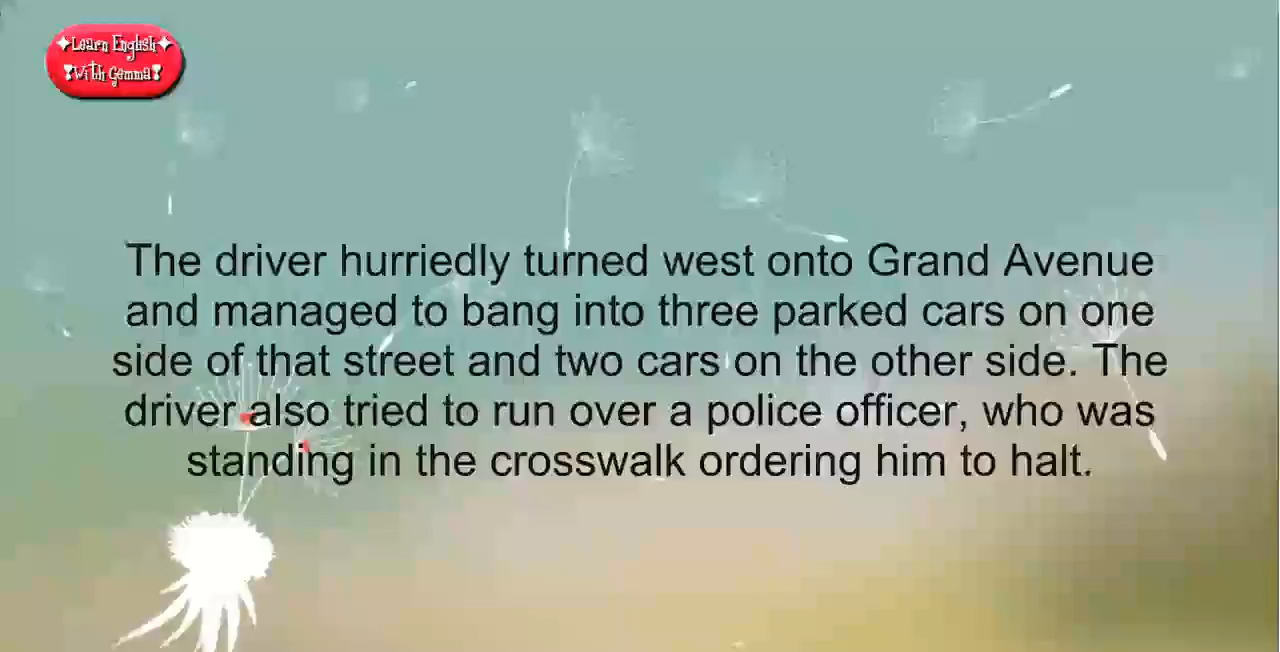 Learn English
With Gemma
The driver hurriedly turned west onto Grand Avenue
and managed to bang into three parked cars on one
side of that street and two cars on the other side. The
driver also tried to run over a police officer, who was
standing in the crosswalk ordering him to halt.